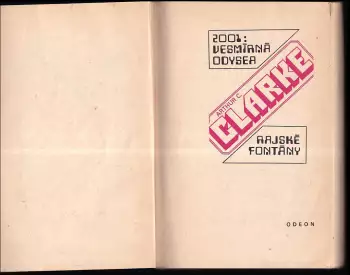 2001:
VESMÍRNÁ
ODYSEA
ARTHUR C.
CLARKE
RAJSKÉ
FONTÁNY
ODEON